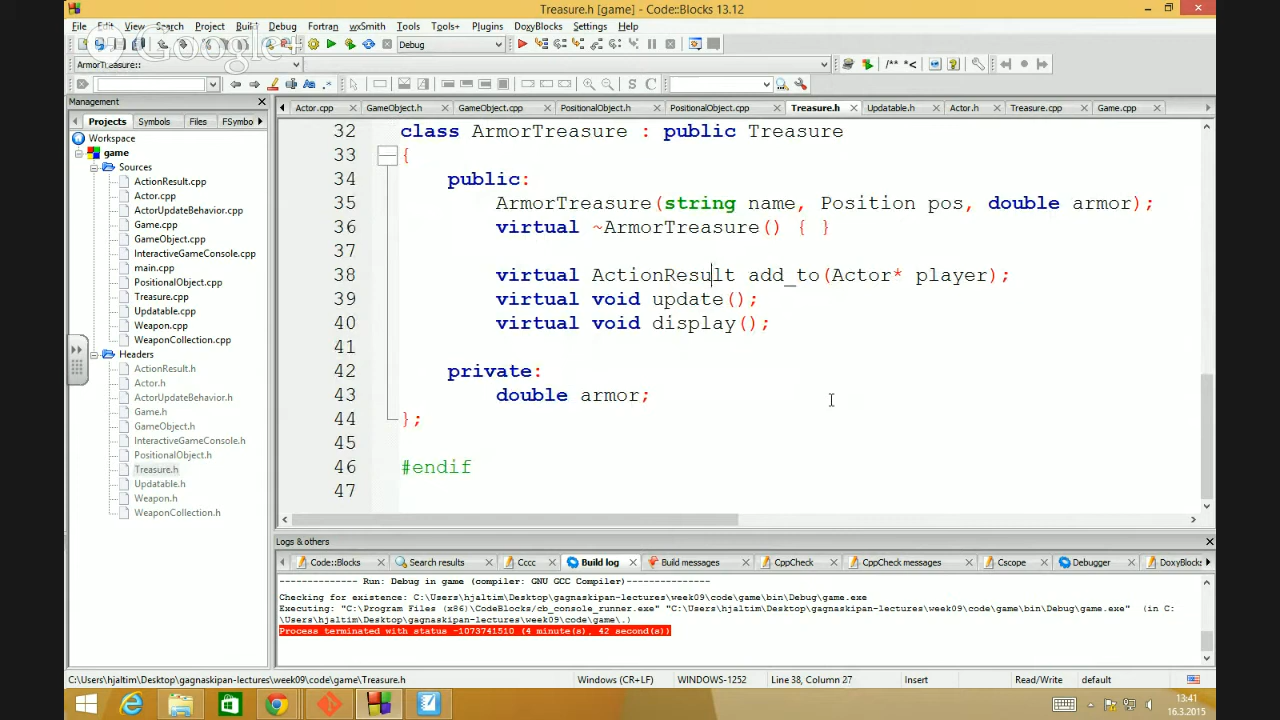 Treasure.h [game] - Code::Blocks 13.12
File Edit View Search Project Build Debug Fortran wxSmith Tools Tools+ Plugins DoxyBlocks Settings Help
Google+
Debug
ArmorTreasure::
/** *<
Aa
S C
Management
Projects Symbols Files FSymbo
Actor.cpp GameObject.h GameObject.cpp PositionalObject.h PositionalObject.cpp Treasure.h Updatable.h Actor.h Treasure.cpp Game.cpp
Workspace
game
Sources
ActionResult.cpp
Actor.cpp
ActorUpdateBehavior.cpp
Game.cpp
GameObject.cpp
InteractiveGameConsole.cpp
main.cpp
PositionalObject.cpp
Treasure.cpp
Updatable.cpp
Weapon.cpp
WeaponCollection.cpp
Headers
ActionResult.h
Actor.h
ActorUpdateBehavior.h
Game.h
GameObject.h
InteractiveGameConsole.h
PositionalObject.h
Treasure.h
Updatable.h
Weapon.h
WeaponCollection.h
32 class ArmorTreasure : public Treasure
33 {
34 public:
35 ArmorTreasure(string name, Position pos, double armor);
36 virtual ~ArmorTreasure() { }
37
38 virtual ActionResult add_to(Actor* player);
39 virtual void update();
40 virtual void display();
41
42 private:
43 double armor;
44 };
45
46 #endif
47
Logs & others
Code::Blocks Search results Cccc Build log Build messages CppCheck CppCheck messages Cscope Debugger DoxyBlocks
-------------- Run: Debug in game (compiler: GNU GCC Compiler)---------------
Checking for existence: C:\Users\hjaltim\Desktop\gagnaskipan-lectures\week09\code\game\bin\Debug\game.exe
Executing: "C:\Program Files (x86)\CodeBlocks/cb_console_runner.exe" "C:\Users\hjaltim\Desktop\gagnaskipan-lectures\week09\code\game\bin\Debug\game.exe" (in C:
\Users\hjaltim\Desktop\gagnaskipan-lectures\week09\code\game\.)
Process terminated with status -1073741510 (4 minute(s), 42 second(s))
C:\Users\hjaltim\Desktop\gagnaskipan-lectures\week09\code\game\Treasure.h Windows (CR+LF) WINDOWS-1252 Line 38, Column 27 Insert Read/Write default
13:41
16.3.2015